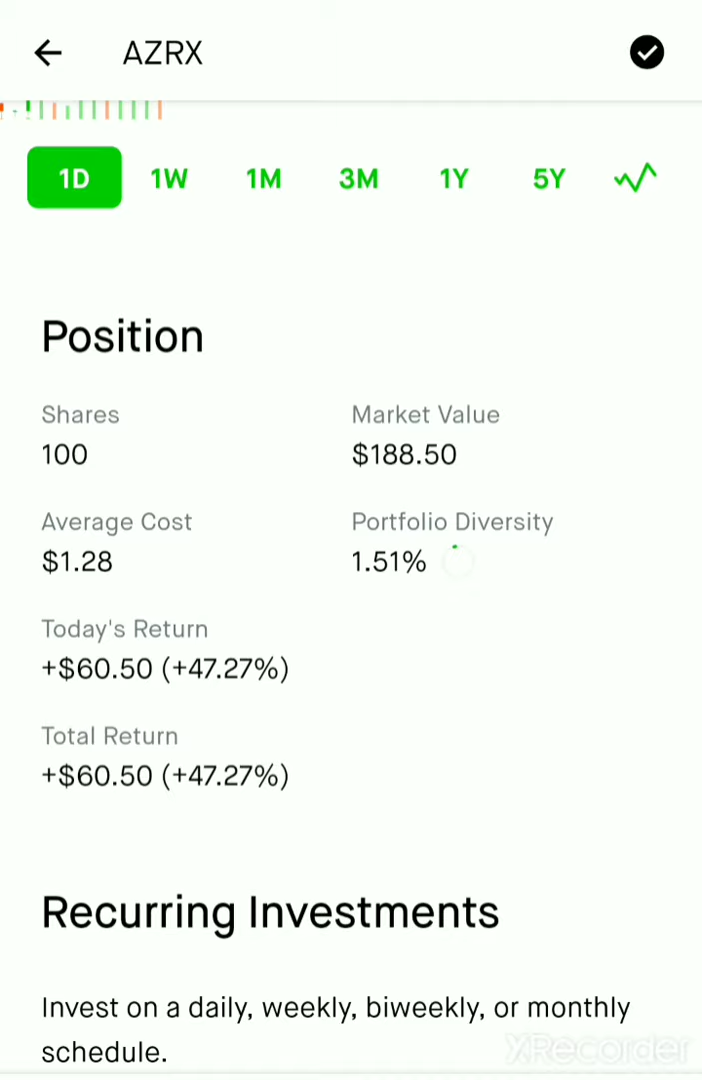 AZRX
1D 1W 1M 3M 1Y 5Y
Position
Shares Market Value
100 $188.50
Average Cost Portfolio Diversity
$1.28 1.51%
Today's Return
+$60.50 (+47.27%)
Total Return
+$60.50 (+47.27%)
Recurring Investments
Invest on a daily, weekly, biweekly, or monthly
schedule.
XRecorder